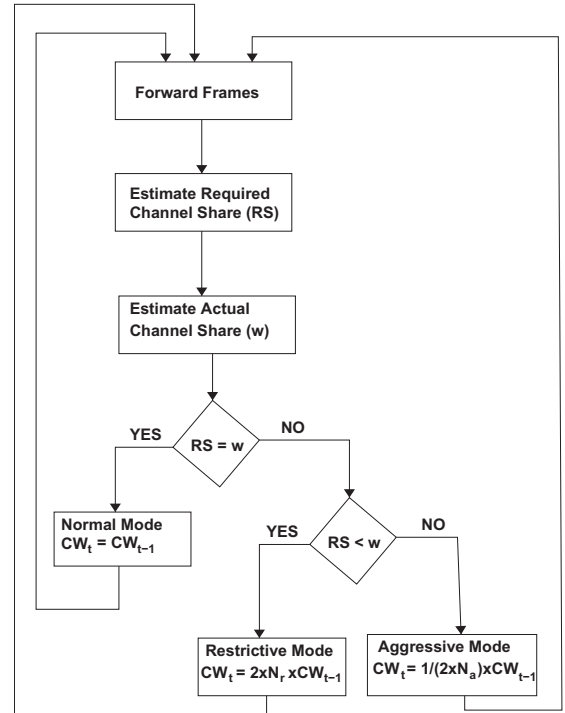 Forward Frames
Estimate Required
Channel Share (RS)
Estimate Actual
Channel Share (w)
YES
RS = w
NO
Normal Mode
CWₜ = CWₜ₋₁
YES
RS < w
NO
Restrictive Mode
CWₜ = 2xNᵣ xCWₜ₋₁
Aggressive Mode
CWₜ = 1/(2xNₐ)xCWₜ₋₁